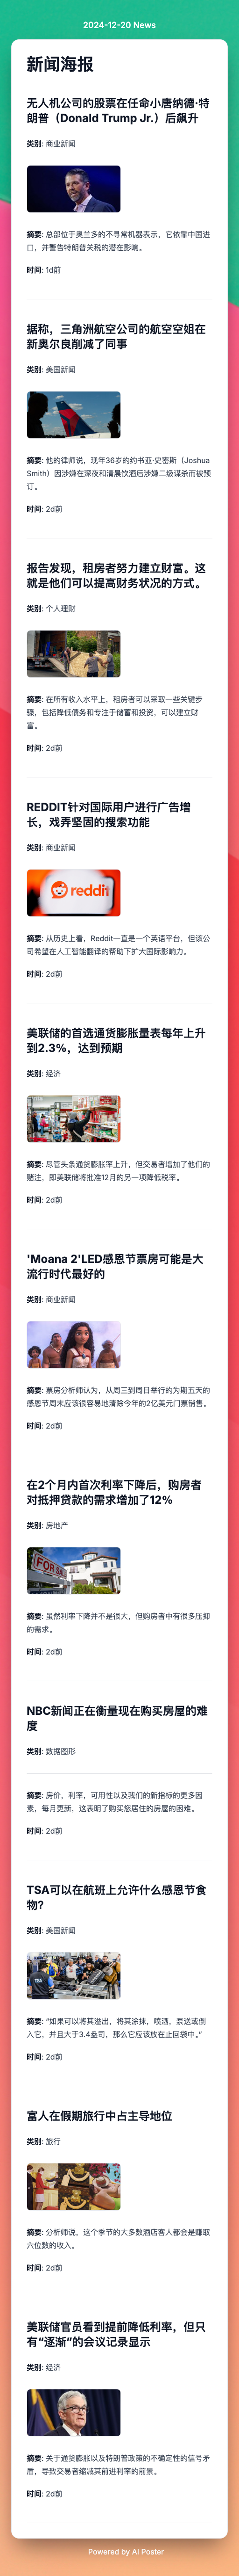 2024-12-20 News
新闻海报
无人机公司的股票在任命小唐纳德·特
朗普（Donald Trump Jr.）后飙升
类别: 商业新闻
摘要: 总部位于奥兰多的不寻常机器表示，它依靠中国进
口，并警告特朗普关税的潜在影响。
时间: 1d前
据称，三角洲航空公司的航空空姐在
新奥尔良削减了同事
类别: 美国新闻
摘要: 他的律师说，现年36岁的约书亚·史密斯（Joshua
Smith）因涉嫌在深夜和清晨饮酒后涉嫌二级谋杀而被预
订。
时间: 2d前
报告发现，租房者努力建立财富。这
就是他们可以提高财务状况的方式。
类别: 个人理财
摘要: 在所有收入水平上，租房者可以采取一些关键步
骤，包括降低债务和专注于储蓄和投资，可以建立财
富。
时间: 2d前
REDDIT针对国际用户进行广告增
长，戏弄坚固的搜索功能
类别: 商业新闻
reddit
摘要: 从历史上看，Reddit一直是一个英语平台，但该公
司希望在人工智能翻译的帮助下扩大国际影响力。
时间: 2d前
美联储的首选通货膨胀量表每年上升
到2.3%，达到预期
类别: 经济
摘要: 尽管头条通货膨胀率上升，但交易者增加了他们的
赌注，即美联储将批准12月的另一项降低税率。
时间: 2d前
'Moana 2'LED感恩节票房可能是大
流行时代最好的
类别: 商业新闻
摘要: 票房分析师认为，从周三到周日举行的为期五天的
感恩节周末应该很容易地清除今年的2亿美元门票销售。
时间: 2d前
在2个月内首次利率下降后，购房者
对抵押贷款的需求增加了12%
类别: 房地产
FOR SALE
摘要: 虽然利率下降并不是很大，但购房者中有很多压抑
的需求。
时间: 2d前
NBC新闻正在衡量现在购买房屋的难
度
类别: 数据图形
摘要: 房价，利率，可用性以及我们的新指标的更多因
素，每月更新，这表明了购买您居住的房屋的困难。
时间: 2d前
TSA可以在航班上允许什么感恩节食
物？
类别: 美国新闻
TSA
摘要: “如果可以将其溢出，将其涂抹，喷洒，泵送或倒
入它，并且大于3.4盎司，那么它应该放在止回袋中。”
时间: 2d前
富人在假期旅行中占主导地位
类别: 旅行
摘要: 分析师说，这个季节的大多数酒店客人都会是赚取
六位数的收入。
时间: 2d前
美联储官员看到提前降低利率，但只
有“逐渐”的会议记录显示
类别: 经济
摘要: 关于通货膨胀以及特朗普政策的不确定性的信号矛
盾，导致交易者缩减其前进利率的前景。
时间: 2d前
Powered by AI Poster